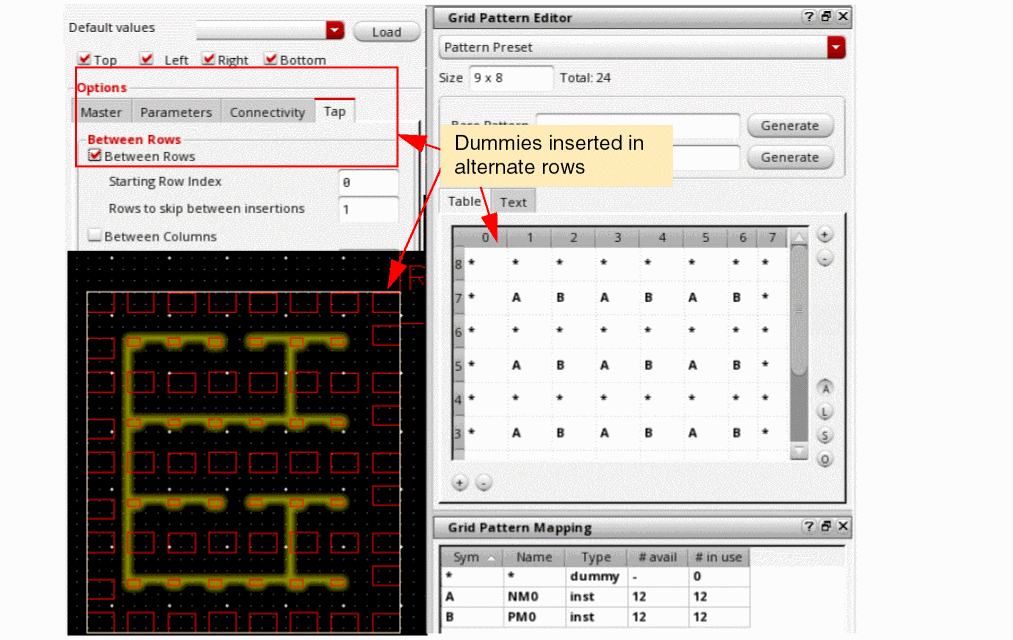 Default values
Load
Top Left Right Bottom
Options
Master Parameters Connectivity Tap
Between Rows
Between Rows
Starting Row Index 0
Rows to skip between insertions 1
Between Columns
Grid Pattern Editor ?
Pattern Preset
Size 9 x 8 Total: 24
Base Pattern Generate
Generate
Dummies inserted in
alternate rows
Table Text
0 1 2 3 4 5 6 7
8 * * * * * * * *
7 * A B A B A B *
6 * * * * * * * *
5 * A B A B A B *
4 * * * * * * * *
3 * A B A B A B *
+
-
A
L
S
O
+ -
Grid Pattern Mapping ?
Sym Name Type # avail # in use
* * dummy - 0
A NM0 inst 12 12
B PM0 inst 12 12